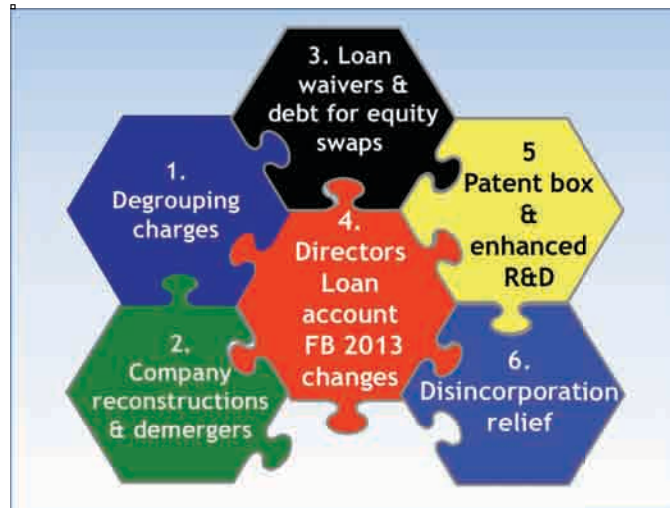 1.
Degrouping
charges
2.
Company
reconstructions
& demergers
3. Loan
waivers &
debt for equity
swaps
4.
Directors
Loan
account
FB 2013
changes
5
Patent box
&
enhanced
R&D
6.
Disincorporation
relief